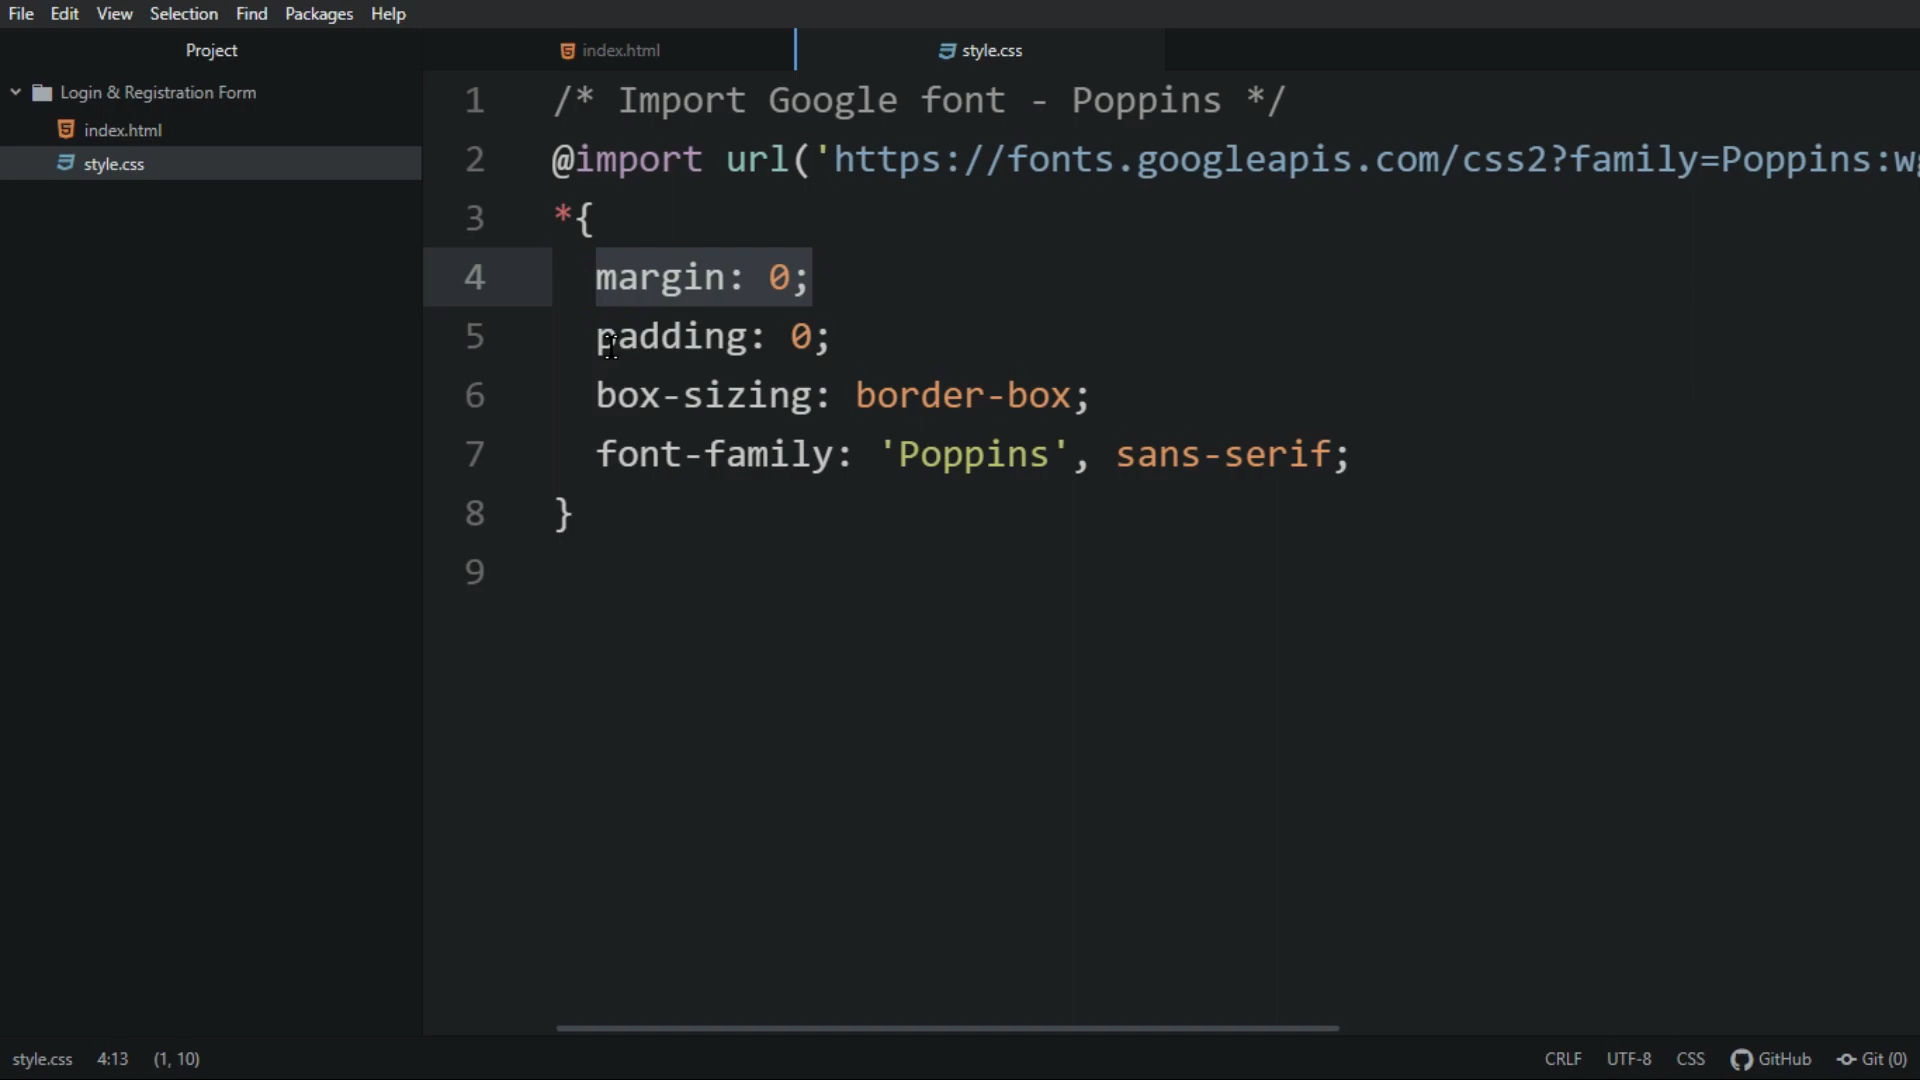 File Edit View Selection Find Packages Help
Project
index.html
style.css
Login & Registration Form
index.html
style.css
1 /* Import Google font - Poppins */
2 @import url('https://fonts.googleapis.com/css2?family=Poppins:w
3 *{
4 margin: 0;
5 padding: 0;
6 box-sizing: border-box;
7 font-family: 'Poppins', sans-serif;
8 }
9
style.css 4:13 (1, 10) CRLF UTF-8 CSS GitHub Git (0)